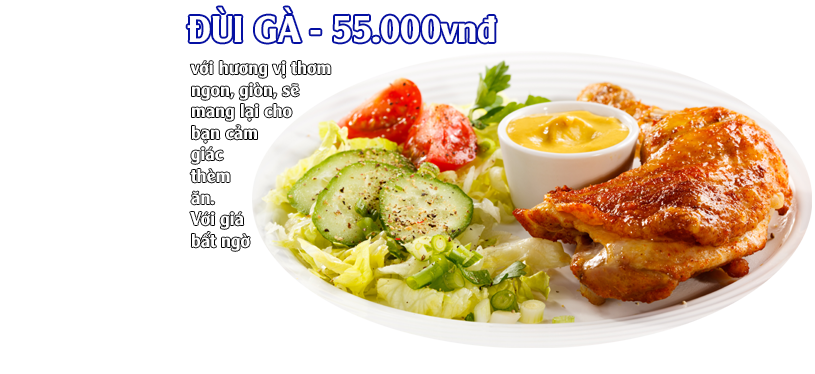 ĐÙI GÀ - 55.000vnđ
với hương vị thơm
ngon, giòn, sẽ
mang lại cho
bạn cảm
giác
thèm
ăn.
Với giá
bất ngờ